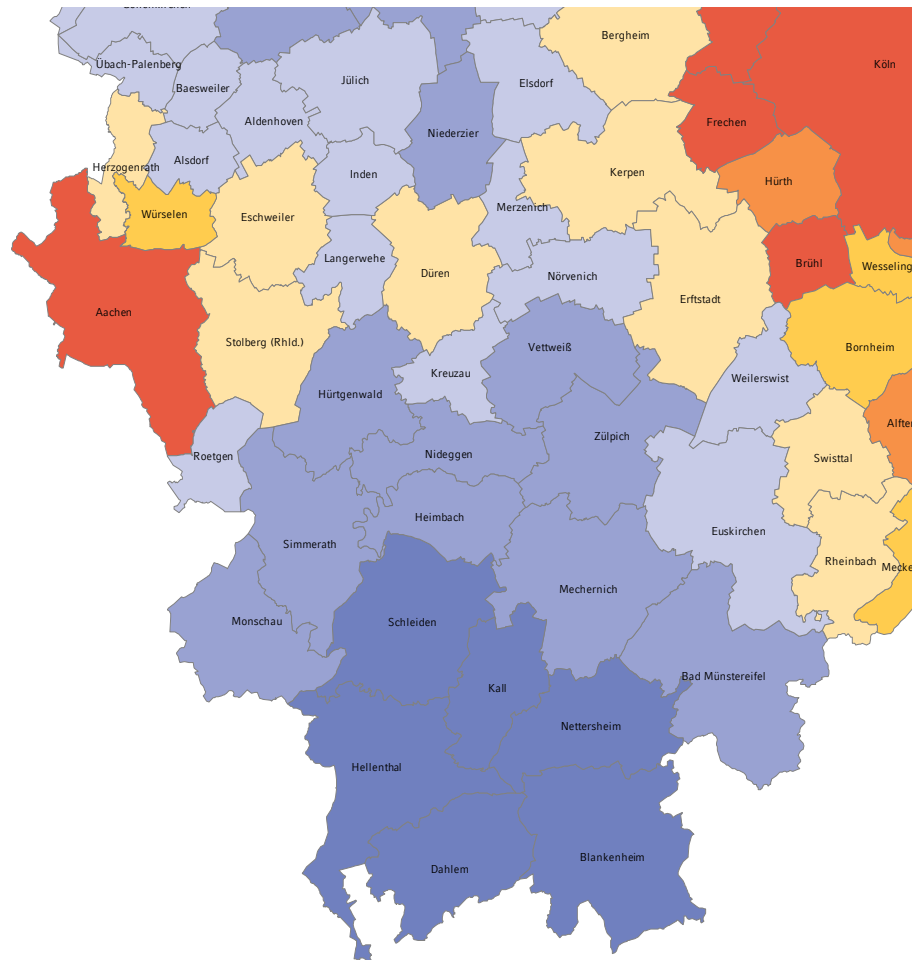 Bergheim
Köln
Übach-Palenberg
Jülich
Elsdorf
Baesweiler
Aldenhoven
Frechen
Niederzier
Alsdorf
Herzogenrath
Inden
Kerpen
Hürth
Merzenich
Würselen
Eschweiler
Langerwehe
Düren
Nörvenich
Brühl
Wesseling
Erftstadt
Aachen
Stolberg (Rhld.)
Vettweiß
Bornheim
Kreuzau
Weilerswist
Hürtgenwald
Alfter
Zülpich
Roetgen
Nideggen
Swisttal
Heimbach
Euskirchen
Simmerath
Rheinbach
Mecke
Mechernich
Monschau
Schleiden
Bad Münstereifel
Kall
Nettersheim
Hellenthal
Blankenheim
Dahlem